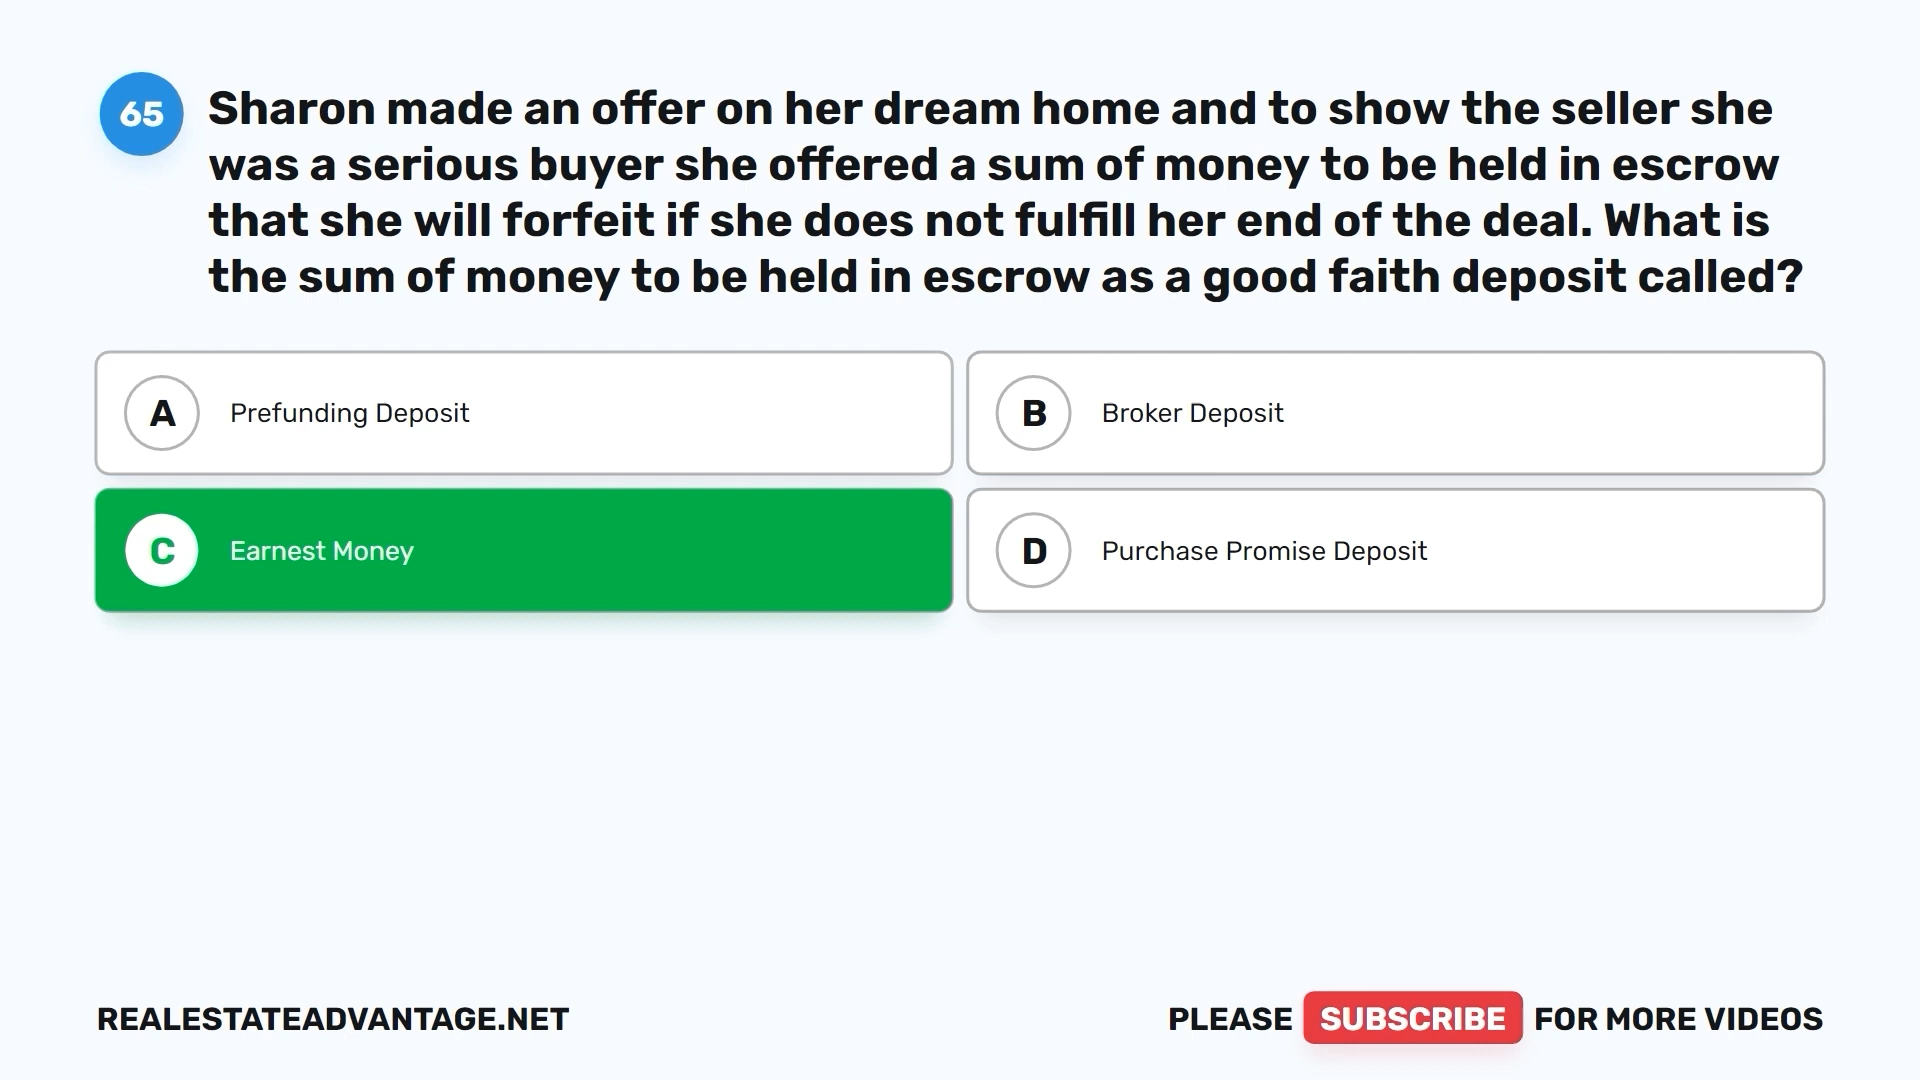 65
Sharon made an offer on her dream home and to show the seller she
was a serious buyer she offered a sum of money to be held in escrow
that she will forfeit if she does not fulfill her end of the deal. What is
the sum of money to be held in escrow as a good faith deposit called?
A Prefunding Deposit
B Broker Deposit
C Earnest Money
D Purchase Promise Deposit
REALESTATEADVANTAGE.NET
PLEASE SUBSCRIBE FOR MORE VIDEOS